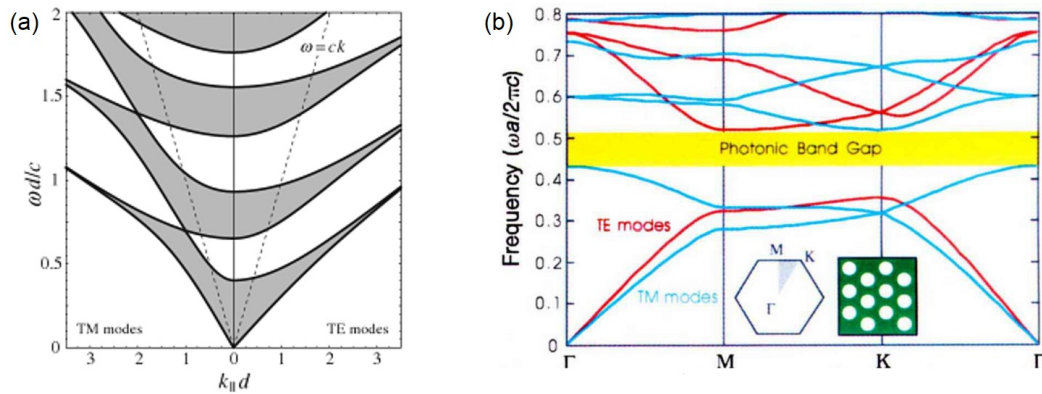 (a)
2
1.5
1
0.5
0
ωd/c
ω=ck
TM modes
TE modes
3 2 1 0 1 2 3
k∥d
(b)
0.8
0.7
0.6
0.5
0.4
0.3
0.2
0.1
0
Frequency (ωa/2πc)
Photonic Band Gap
TE modes
TM modes
M
K
Γ
Γ M K Γ